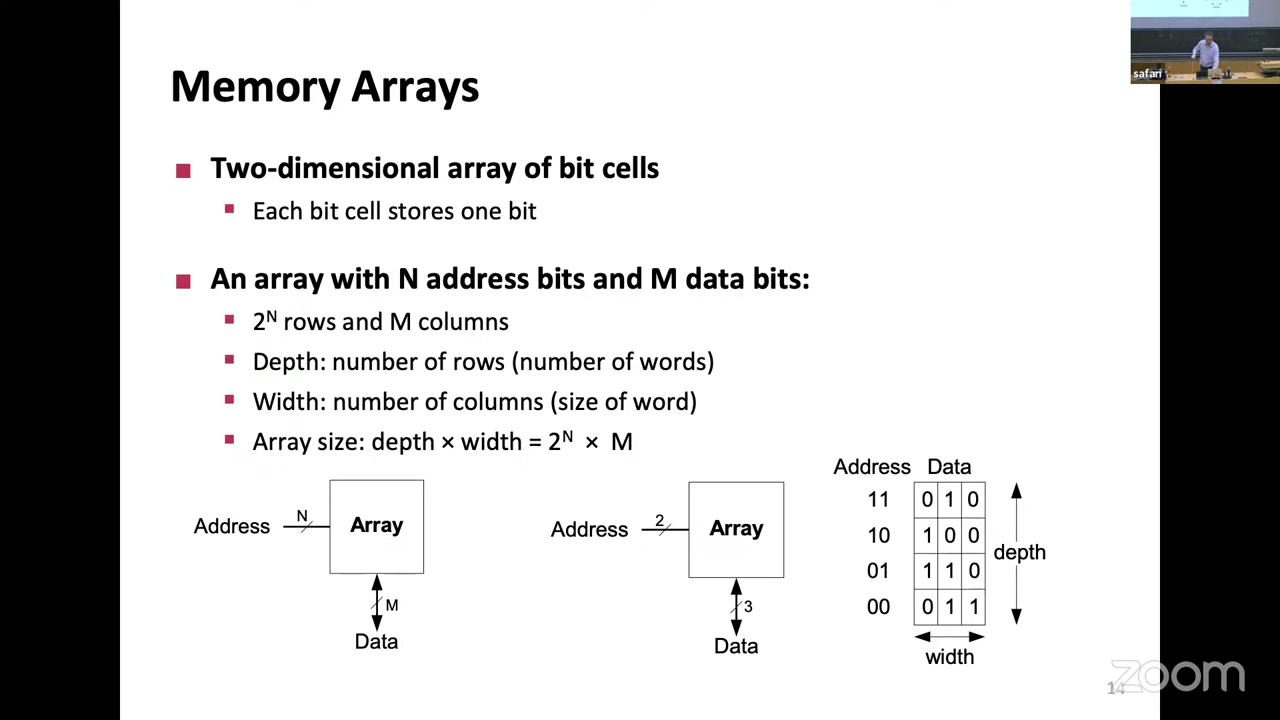 safari
Memory Arrays
Two-dimensional array of bit cells
Each bit cell stores one bit
An array with N address bits and M data bits:
2ᴺ rows and M columns
Depth: number of rows (number of words)
Width: number of columns (size of word)
Array size: depth × width = 2ᴺ × M
Address N Array
M
Data
Address 2 Array
3
Data
Address Data
11 0 1 0
10 1 0 0
depth
01 1 1 0
00 0 1 1
width
14
zoom